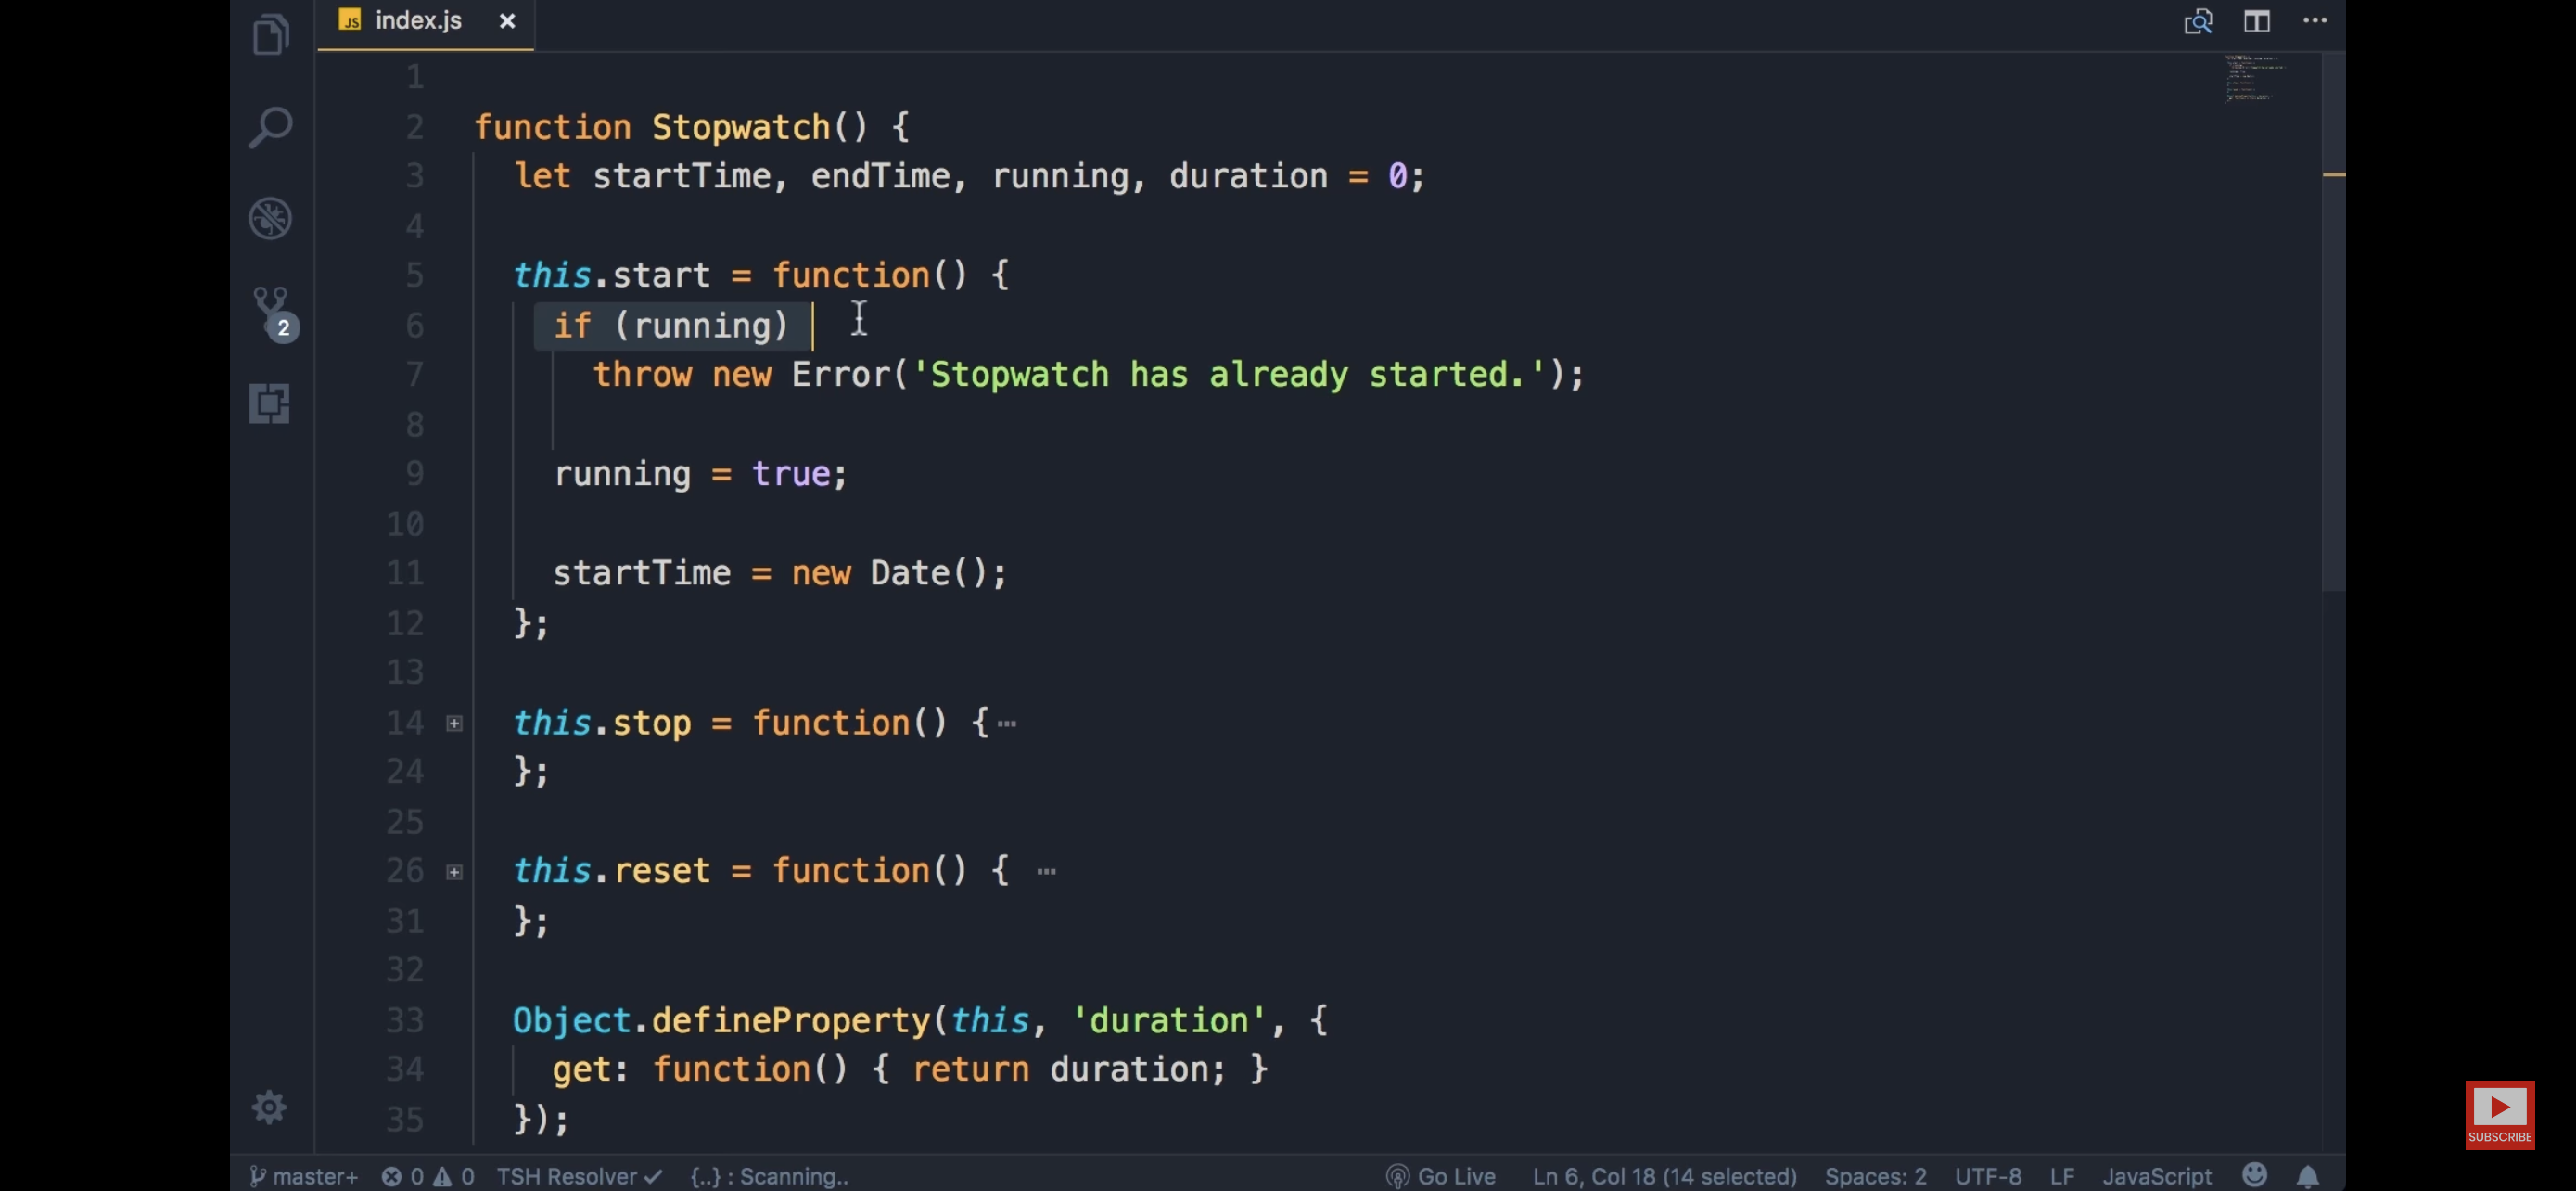 JS index.js ×
1
2 function Stopwatch() {
3 let startTime, endTime, running, duration = 0;
4
5 this.start = function() {
6 if (running)
7 throw new Error('Stopwatch has already started.');
8
9 running = true;
10
11 startTime = new Date();
12 };
13
14 this.stop = function() {…
24 };
25
26 this.reset = function() { …
31 };
32
33 Object.defineProperty(this, 'duration', {
34 get: function() { return duration; }
35 });
2
SUBSCRIBE
master+ 0 0 TSH Resolver ✓ {..} : Scanning.. Go Live Ln 6, Col 18 (14 selected) Spaces: 2 UTF-8 LF JavaScript